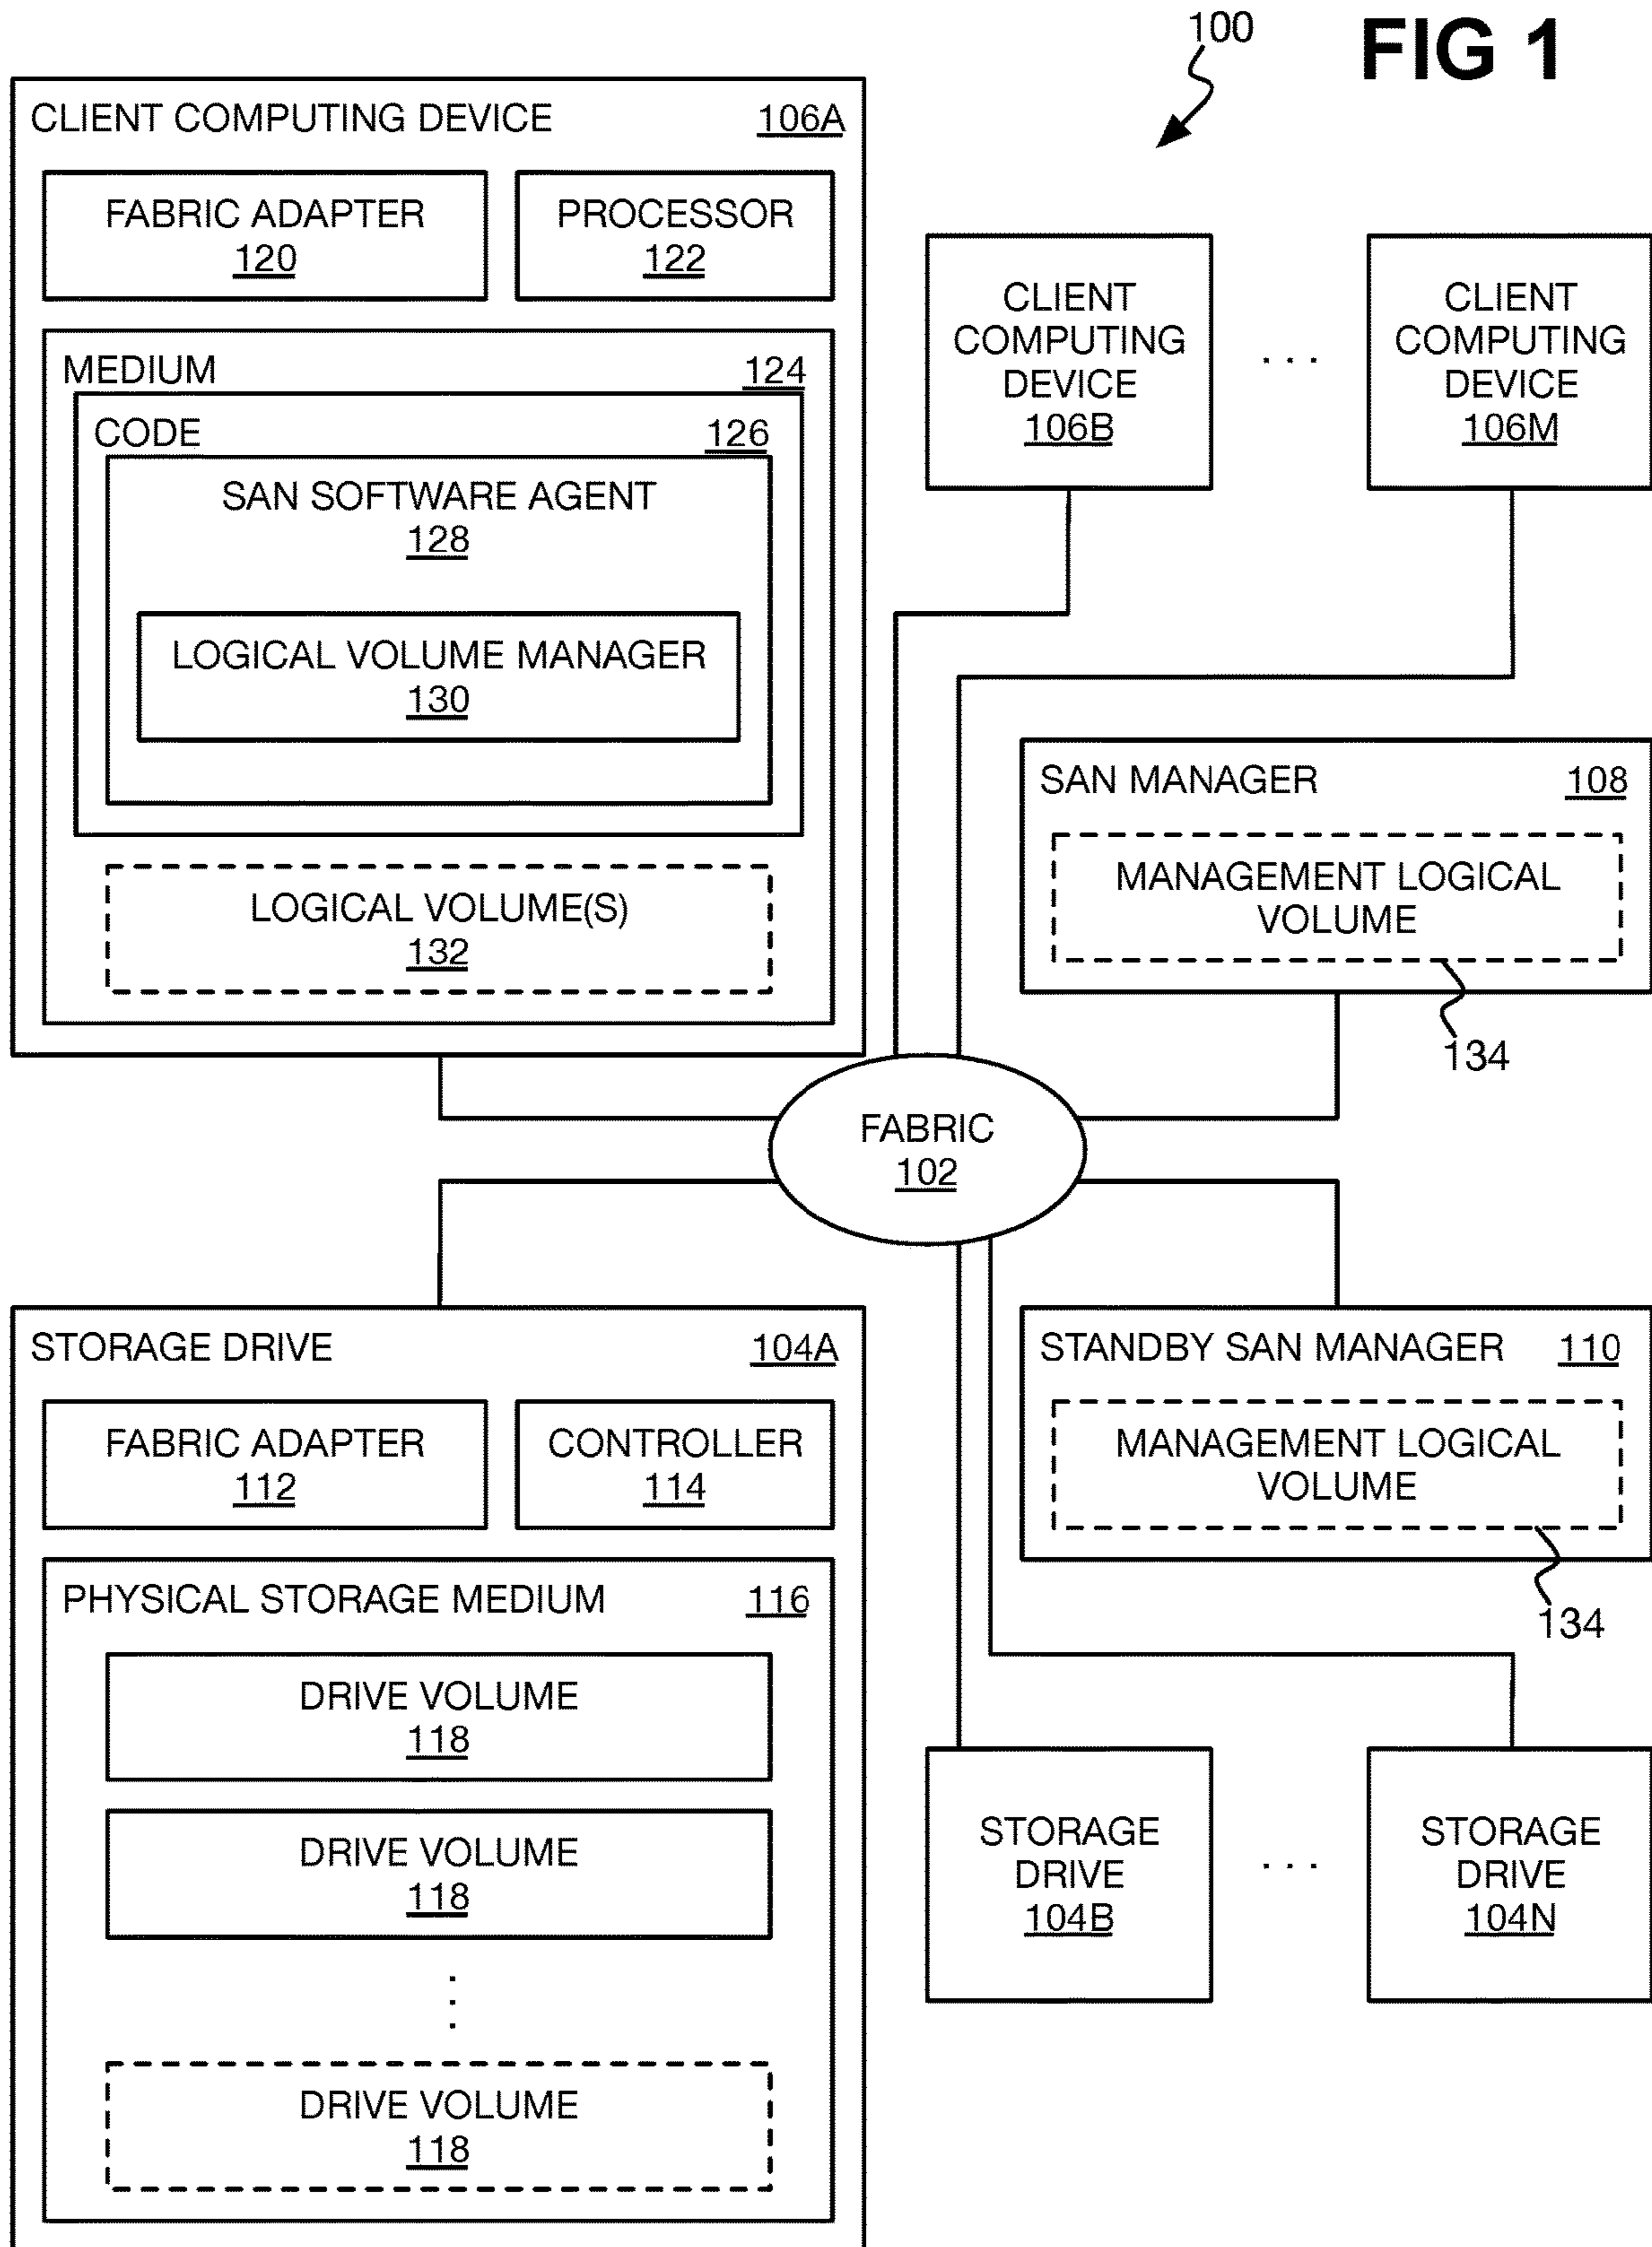 100
FIG 1
CLIENT COMPUTING DEVICE 106A
FABRIC ADAPTER
120
PROCESSOR
122
MEDIUM 124
CODE 126
SAN SOFTWARE AGENT
128
LOGICAL VOLUME MANAGER
130
LOGICAL VOLUME(S)
132
CLIENT
COMPUTING
DEVICE
106B
. . .
CLIENT
COMPUTING
DEVICE
106M
SAN MANAGER 108
MANAGEMENT LOGICAL
VOLUME
134
FABRIC
102
STORAGE DRIVE 104A
FABRIC ADAPTER
112
CONTROLLER
114
PHYSICAL STORAGE MEDIUM 116
DRIVE VOLUME
118
DRIVE VOLUME
118
DRIVE VOLUME
118
STANDBY SAN MANAGER 110
MANAGEMENT LOGICAL
VOLUME
134
STORAGE
DRIVE
104B
. . .
STORAGE
DRIVE
104N